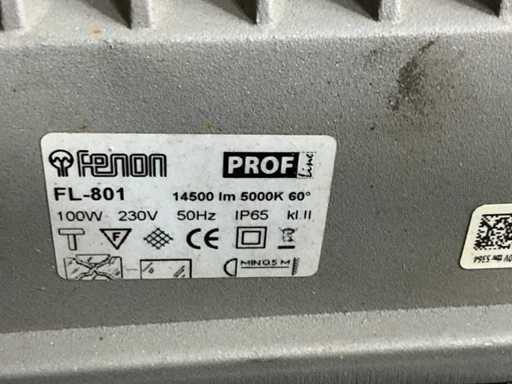 Fenon PROF line
FL-801 14500 lm 5000K 60°
100W 230V 50Hz IP65 kl.II
F CE
MIN 0.5 M